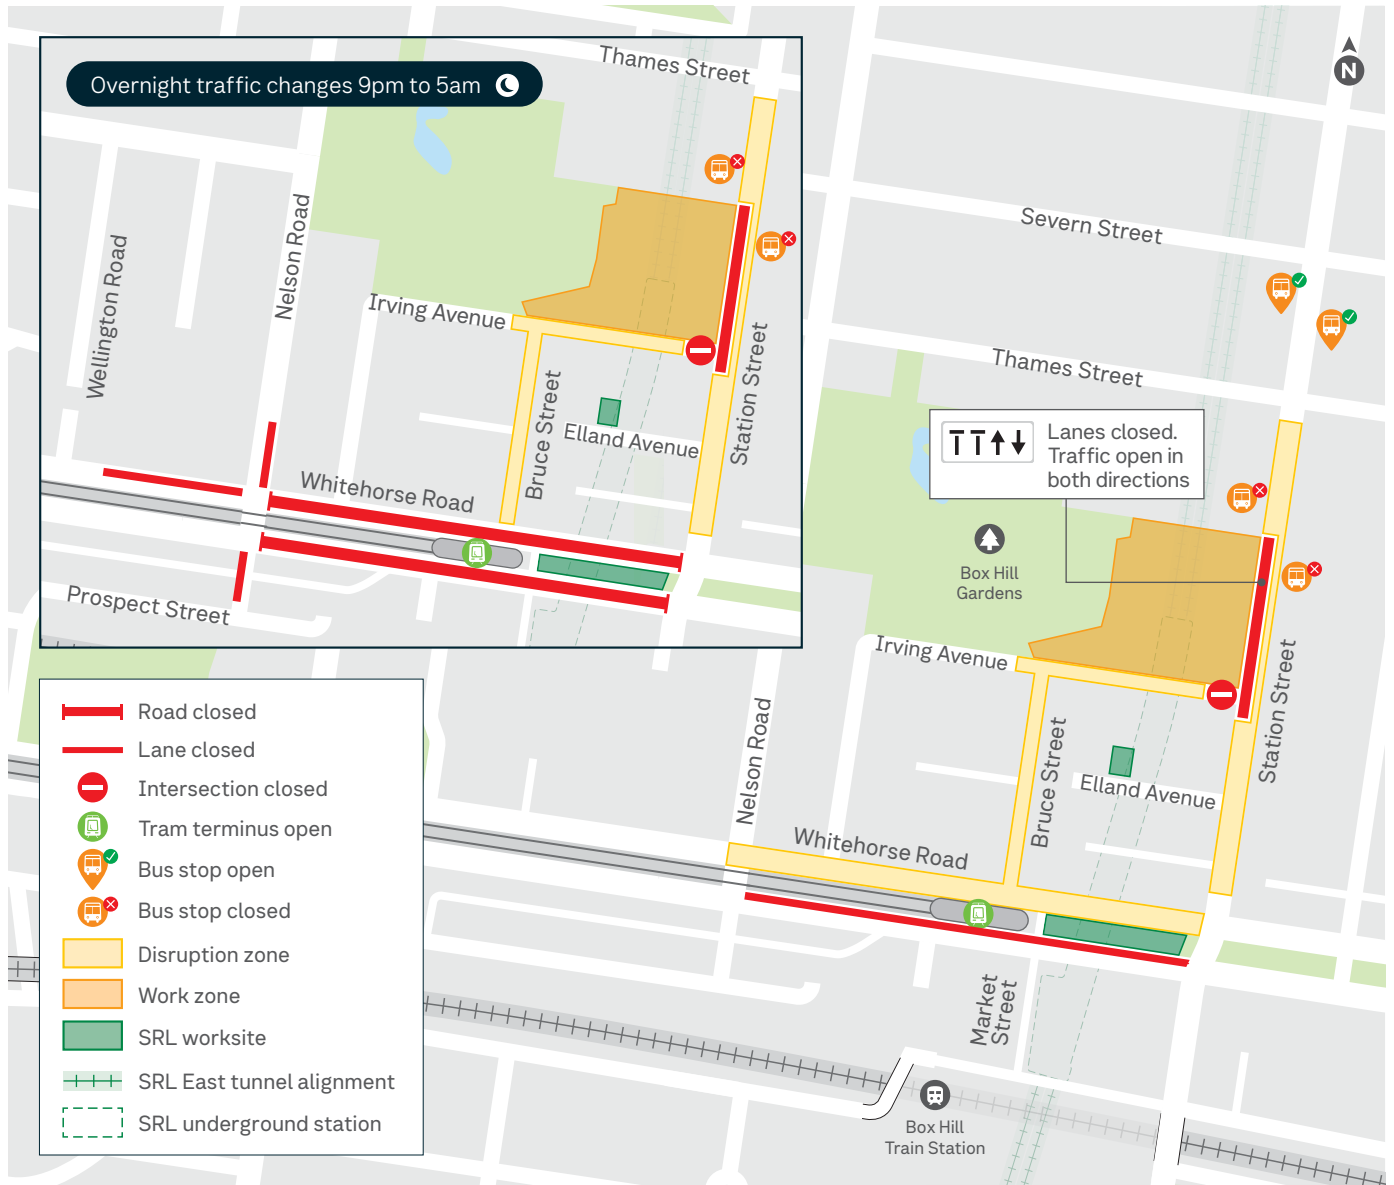 Overnight traffic changes 9pm to 5am
Thames Street
Nelson Road
Wellington Road
Irving Avenue
Station Street
Bruce Street
Elland Avenue
Whitehorse Road
Prospect Street
N
Severn Street
Thames Street
Lanes closed.
Traffic open in
both directions
Box Hill
Gardens
Irving Avenue
Station Street
Nelson Road
Bruce Street
Elland Avenue
Whitehorse Road
Market
Street
Box Hill
Train Station
Road closed
Lane closed
Intersection closed
Tram terminus open
Bus stop open
Bus stop closed
Disruption zone
Work zone
SRL worksite
SRL East tunnel alignment
SRL underground station